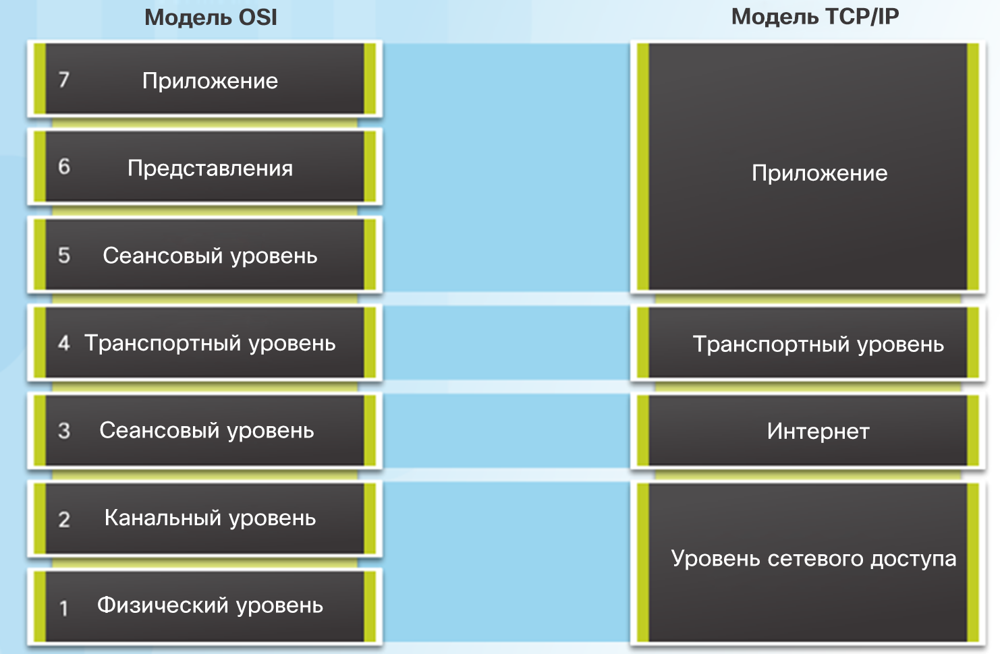 Модель OSI
Модель TCP/IP
7 Приложение
6 Представления
5 Сеансовый уровень
4 Транспортный уровень
3 Сеансовый уровень
2 Канальный уровень
1 Физический уровень
Приложение
Транспортный уровень
Интернет
Уровень сетевого доступа